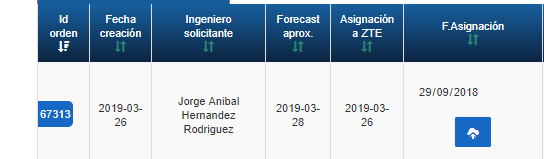 Id orden
Fecha creación
Ingeniero solicitante
Forecast aprox.
Asignación a ZTE
F.Asignación
67313
2019-03-26
Jorge Anibal Hernandez Rodriguez
2019-03-28
2019-03-26
29/09/2018